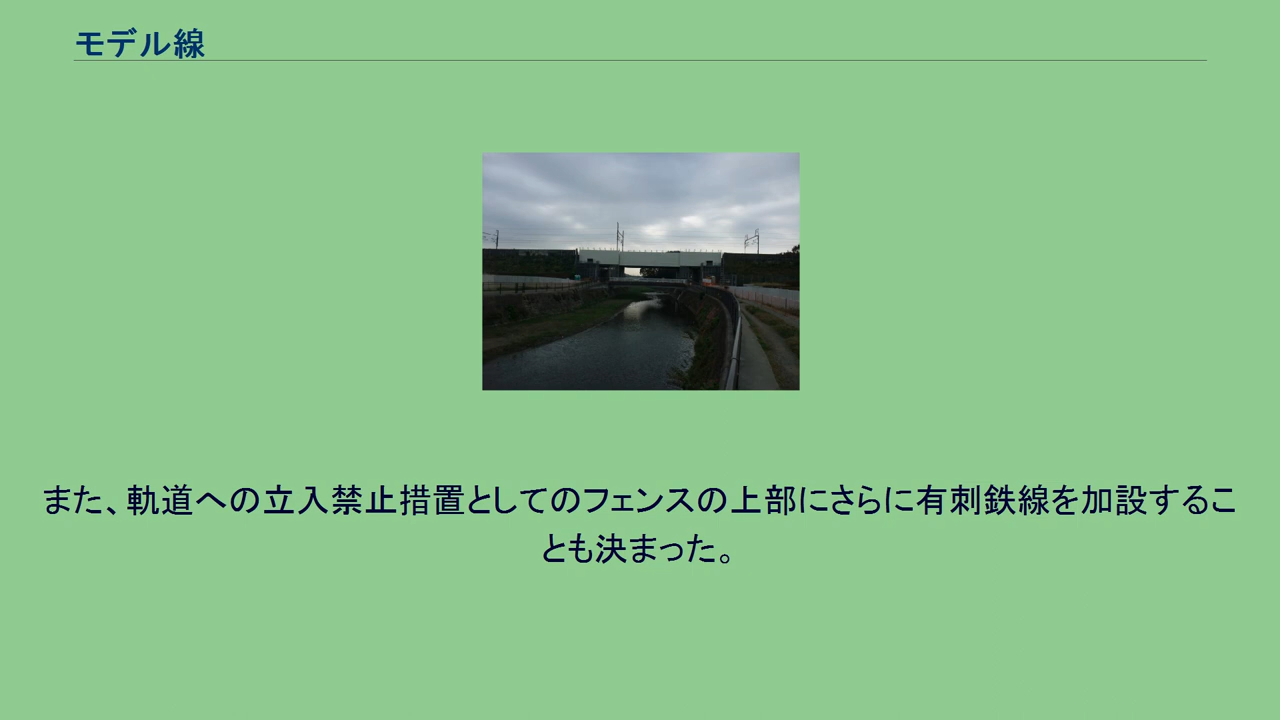 モデル線
また、軌道への立入禁止措置としてのフェンスの上部にさらに有刺鉄線を加設するこ
とも決まった。